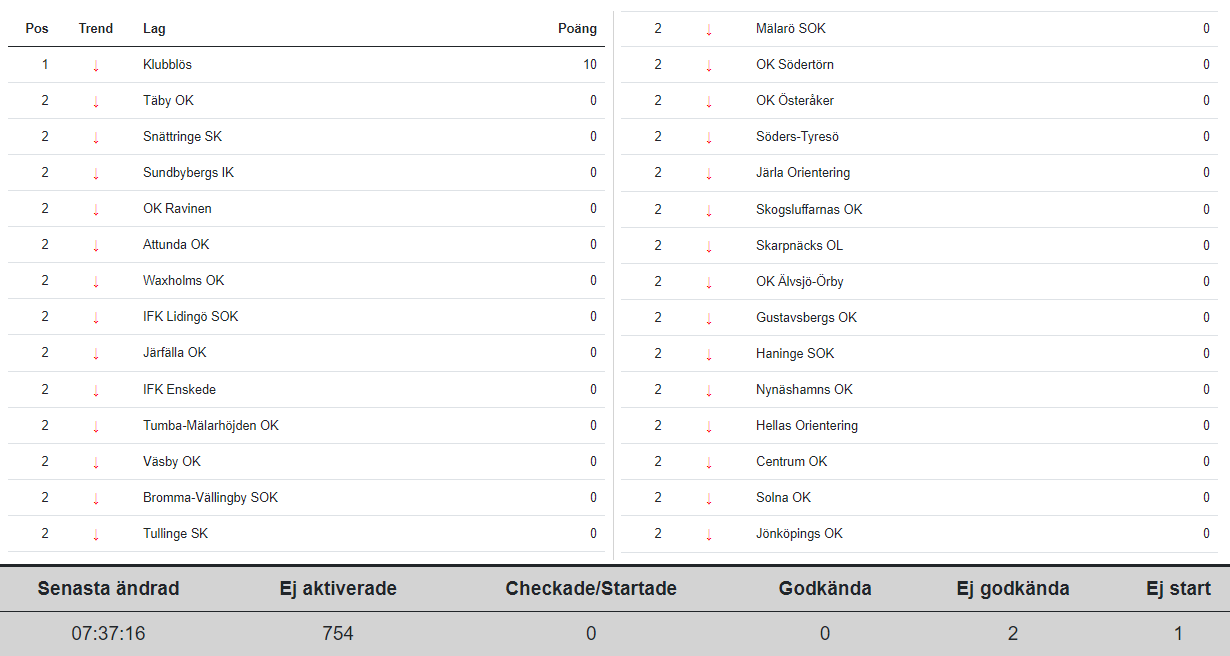 Pos Trend Lag Poäng
1 ↓ Klubblös 10
2 ↓ Täby OK 0
2 ↓ Snättringe SK 0
2 ↓ Sundbybergs IK 0
2 ↓ OK Ravinen 0
2 ↓ Attunda OK 0
2 ↓ Waxholms OK 0
2 ↓ IFK Lidingö SOK 0
2 ↓ Järfälla OK 0
2 ↓ IFK Enskede 0
2 ↓ Tumba-Mälarhöjden OK 0
2 ↓ Väsby OK 0
2 ↓ Bromma-Vällingby SOK 0
2 ↓ Tullinge SK 0
2 ↓ Mälarö SOK 0
2 ↓ OK Södertörn 0
2 ↓ OK Österåker 0
2 ↓ Söders-Tyresö 0
2 ↓ Järla Orientering 0
2 ↓ Skogsluffarnas OK 0
2 ↓ Skarpnäcks OL 0
2 ↓ OK Älvsjö-Örby 0
2 ↓ Gustavsbergs OK 0
2 ↓ Haninge SOK 0
2 ↓ Nynäshamns OK 0
2 ↓ Hellas Orientering 0
2 ↓ Centrum OK 0
2 ↓ Solna OK 0
2 ↓ Jönköpings OK 0
Senasta ändrad Ej aktiverade Checkade/Startade Godkända Ej godkända Ej start
07:37:16 754 0 0 2 1